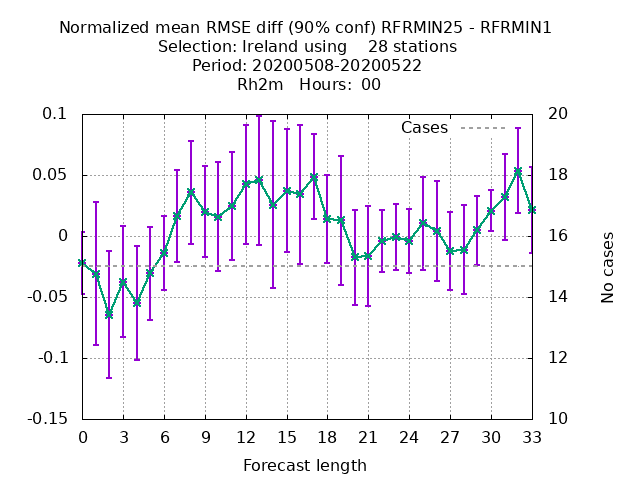 Normalized mean RMSE diff (90% conf) RFRMIN25 - RFRMIN1
Selection: Ireland using    28 stations
Period: 20200508-20200522
Rh2m   Hours:  00
0.1
0.05
0
-0.05
-0.1
-0.15
Cases
20
18
16
14
12
10
No cases
0 3 6 9 12 15 18 21 24 27 30 33
Forecast length